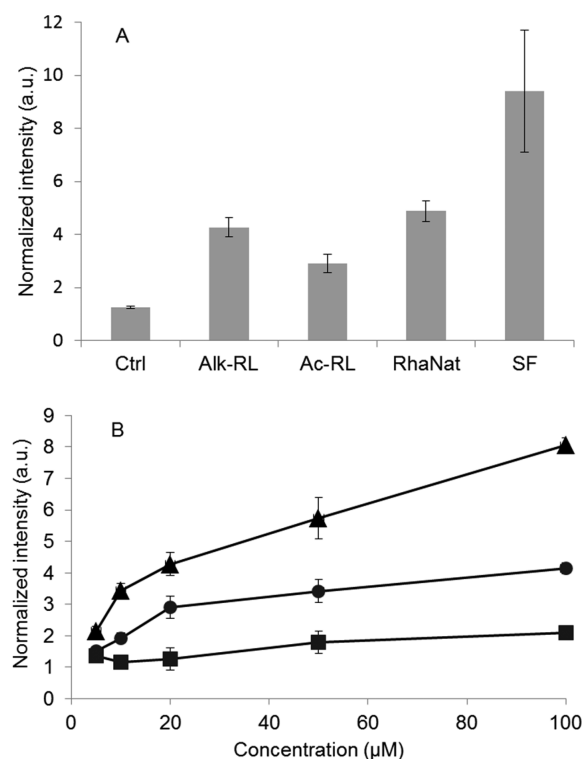 A
Normalized intensity (a.u.)
12
10
8
6
4
2
0
Ctrl Alk-RL Ac-RL RhaNat SF
B
Normalized intensity (a.u.)
9
8
7
6
5
4
3
2
1
0
0 20 40 60 80 100
Concentration (µM)